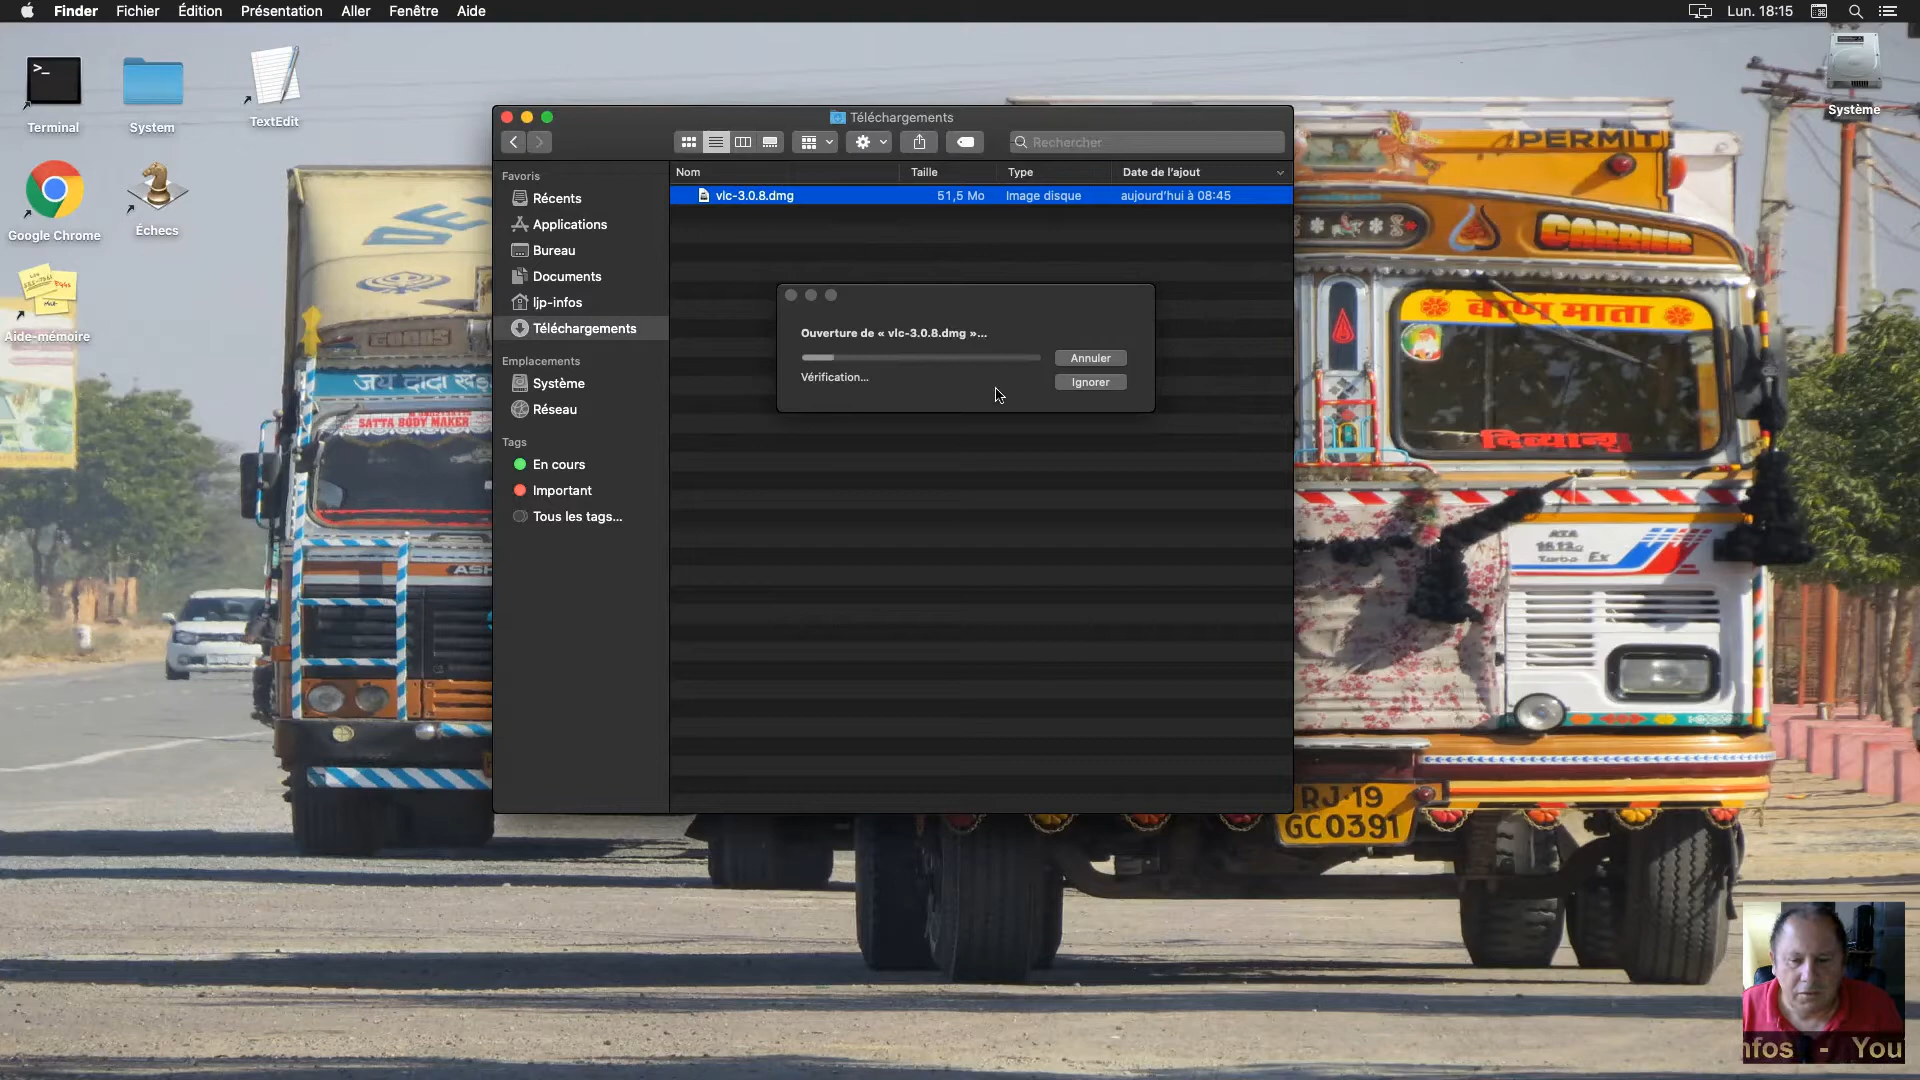 Finder Fichier Édition Présentation Aller Fenêtre Aide
Lun. 18:15
Terminal
System
TextEdit
Google Chrome
Échecs
Aide-mémoire
Système
Téléchargements
Rechercher
Favoris
Récents
Applications
Bureau
Documents
ljp-infos
Téléchargements
Emplacements
Système
Réseau
Tags
En cours
Important
Tous les tags…
Nom Taille Type Date de l’ajout
vlc-3.0.8.dmg 51,5 Mo Image disque aujourd’hui à 08:45
Ouverture de « vlc-3.0.8.dmg »…
Vérification…
Annuler
Ignorer
PERMIT
CARRIER
बाण माता
GOODS
SATTA BODY MAKER
RJ-19
GC0391
nfos - You